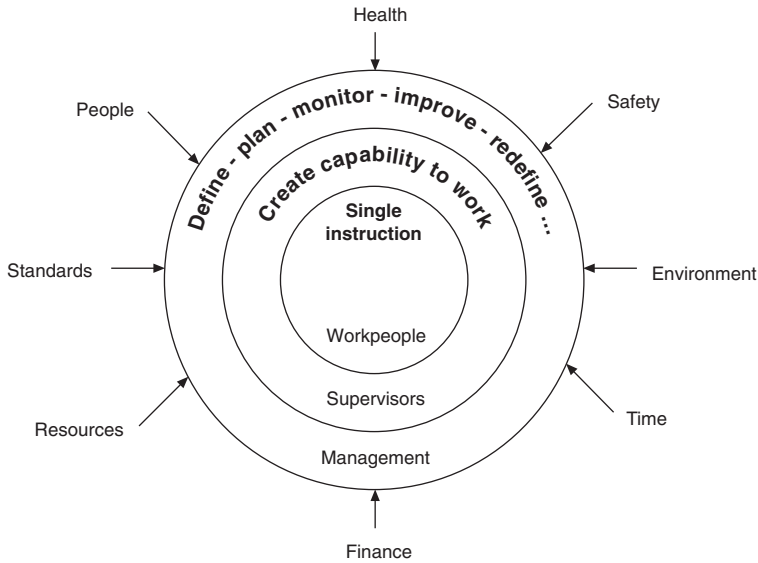 Health
People
Safety
Define - plan - monitor - improve - redefine ...
Create capability to work
Single
instruction
Standards
Environment
Workpeople
Supervisors
Resources
Time
Management
Finance